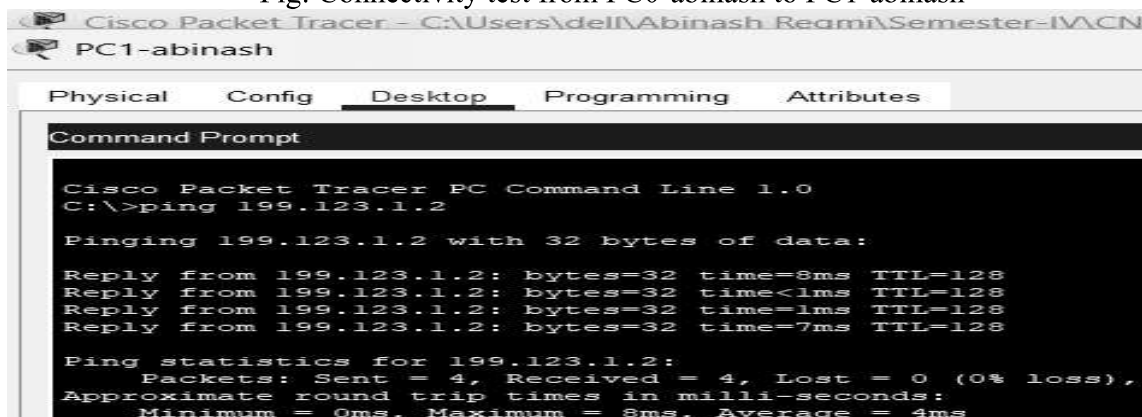 Fig: Connectivity test from PC0-abinash to PC1-abinash
Cisco Packet Tracer - C:\Users\dell\Abinash Regmi\Semester-IV\CN
PC1-abinash
Physical Config Desktop Programming Attributes
Command Prompt
Cisco Packet Tracer PC Command Line 1.0
C:\>ping 199.123.1.2
Pinging 199.123.1.2 with 32 bytes of data:
Reply from 199.123.1.2: bytes=32 time=8ms TTL=128
Reply from 199.123.1.2: bytes=32 time<1ms TTL=128
Reply from 199.123.1.2: bytes=32 time=1ms TTL=128
Reply from 199.123.1.2: bytes=32 time=7ms TTL=128
Ping statistics for 199.123.1.2:
Packets: Sent = 4, Received = 4, Lost = 0 (0% loss),
Approximate round trip times in milli-seconds:
Minimum = 0ms, Maximum = 8ms, Average = 4ms